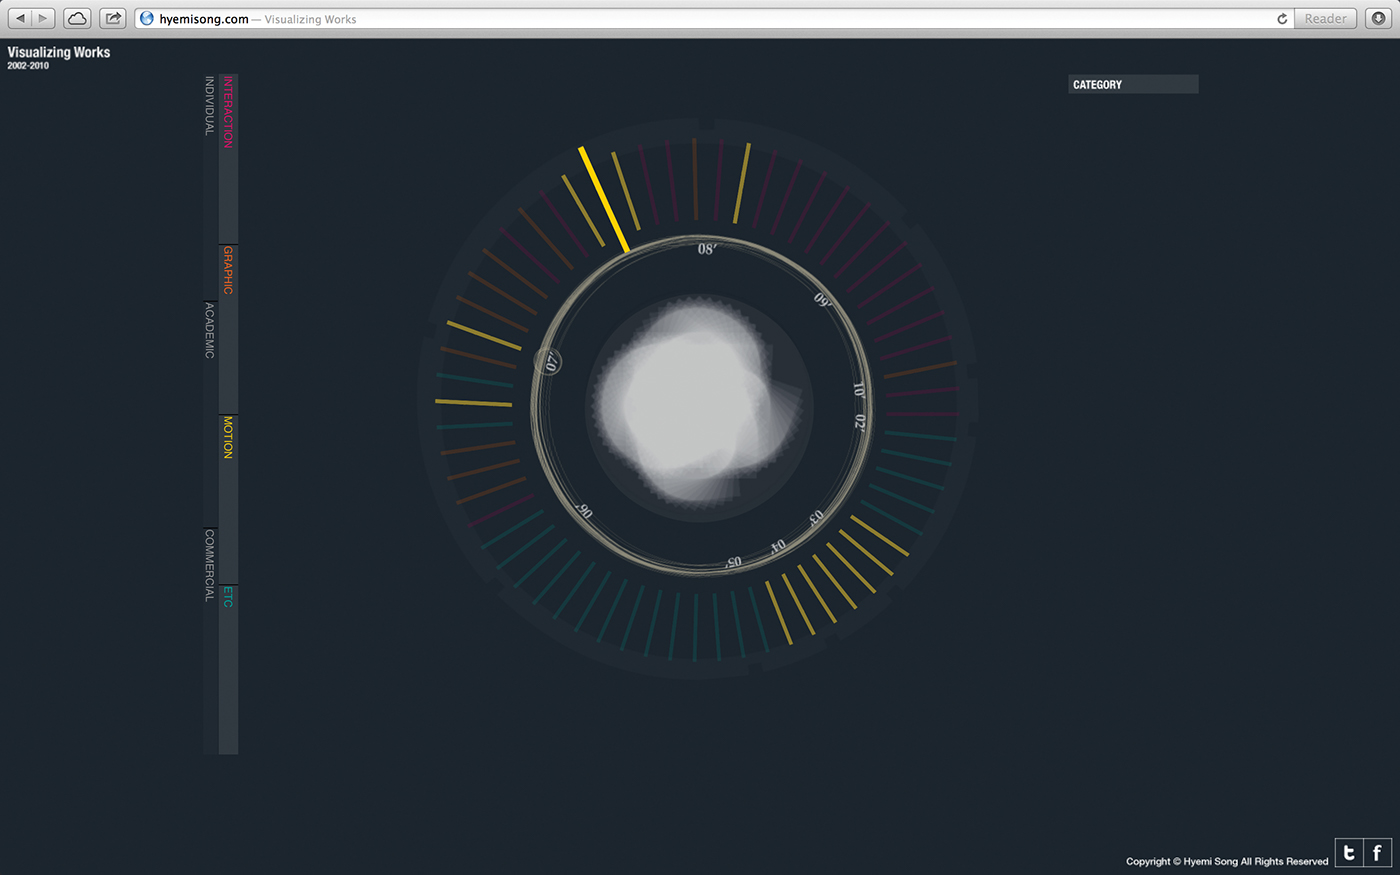 hyemisong.com — Visualizing Works
Reader
Visualizing Works
2002-2010
INDIVIDUAL
INTERACTION
GRAPHIC
ACADEMIC
MOTION
COMMERCIAL
ETC
CATEGORY
08'
09'
10'
02'
03'
04'
05'
06'
07'
Copyright © Hyemi Song All Rights Reserved
t f